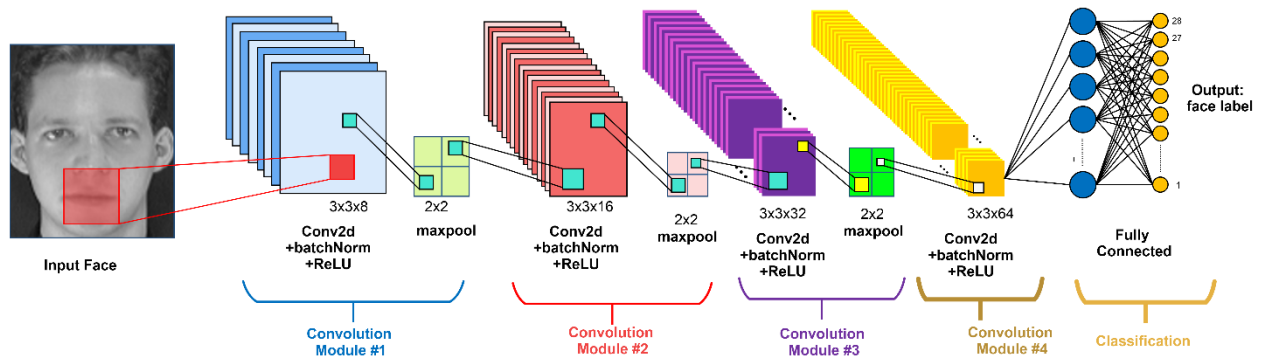 Input Face
3x3x8
Conv2d
+batchNorm
+ReLU
2x2
maxpool
3x3x16
Conv2d
+batchNorm
+ReLU
2x2
maxpool
3x3x32
Conv2d
+batchNorm
+ReLU
2x2
maxpool
3x3x64
Conv2d
+batchNorm
+ReLU
Fully
Connected
28
27
1
Output:
face label
Convolution
Module #1
Convolution
Module #2
Convolution
Module #3
Convolution
Module #4
Classification